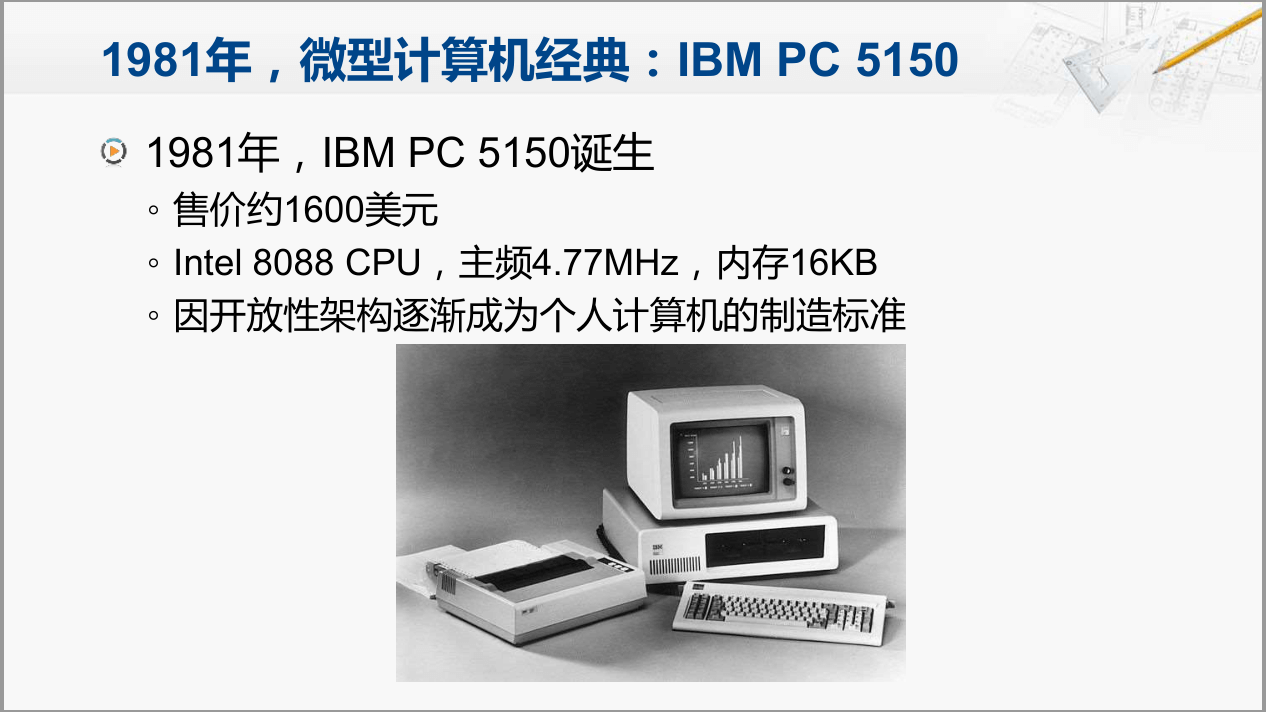 1981年，微型计算机经典：IBM PC 5150
1981年，IBM PC 5150诞生
售价约1600美元
Intel 8088 CPU，主频4.77MHz，内存16KB
因开放性架构逐渐成为个人计算机的制造标准
IBM